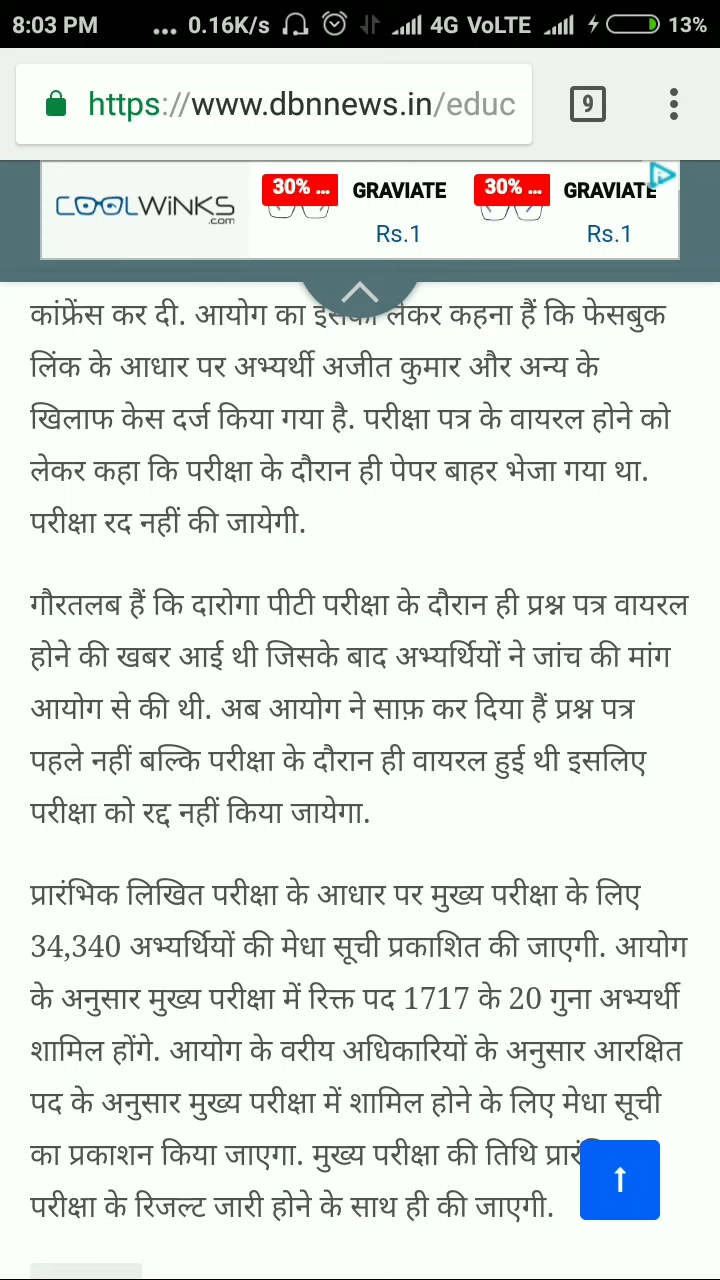 8:03 PM ... 0.16K/s 4G VoLTE 13%
https://www.dbnnews.in/educ 9
COOLWiNKS .com 30% ... GRAVIATE Rs.1 30% ... GRAVIATE Rs.1
कांफ्रेंस कर दी. आयोग का लेकर कहना हैं कि फेसबुक
लिंक के आधार पर अभ्यर्थी अजीत कुमार और अन्य के
खिलाफ केस दर्ज किया गया है. परीक्षा पत्र के वायरल होने को
लेकर कहा कि परीक्षा के दौरान ही पेपर बाहर भेजा गया था.
परीक्षा रद नहीं की जायेगी.
गौरतलब हैं कि दारोगा पीटी परीक्षा के दौरान ही प्रश्न पत्र वायरल
होने की खबर आई थी जिसके बाद अभ्यर्थियों ने जांच की मांग
आयोग से की थी. अब आयोग ने साफ़ कर दिया हैं प्रश्न पत्र
पहले नहीं बल्कि परीक्षा के दौरान ही वायरल हुई थी इसलिए
परीक्षा को रद्द नहीं किया जायेगा.
प्रारंभिक लिखित परीक्षा के आधार पर मुख्य परीक्षा के लिए
34,340 अभ्यर्थियों की मेधा सूची प्रकाशित की जाएगी. आयोग
के अनुसार मुख्य परीक्षा में रिक्त पद 1717 के 20 गुना अभ्यर्थी
शामिल होंगे. आयोग के वरीय अधिकारियों के अनुसार आरक्षित
पद के अनुसार मुख्य परीक्षा में शामिल होने के लिए मेधा सूची
का प्रकाशन किया जाएगा. मुख्य परीक्षा की तिथि
परीक्षा के रिजल्ट जारी होने के साथ ही की जाएगी.